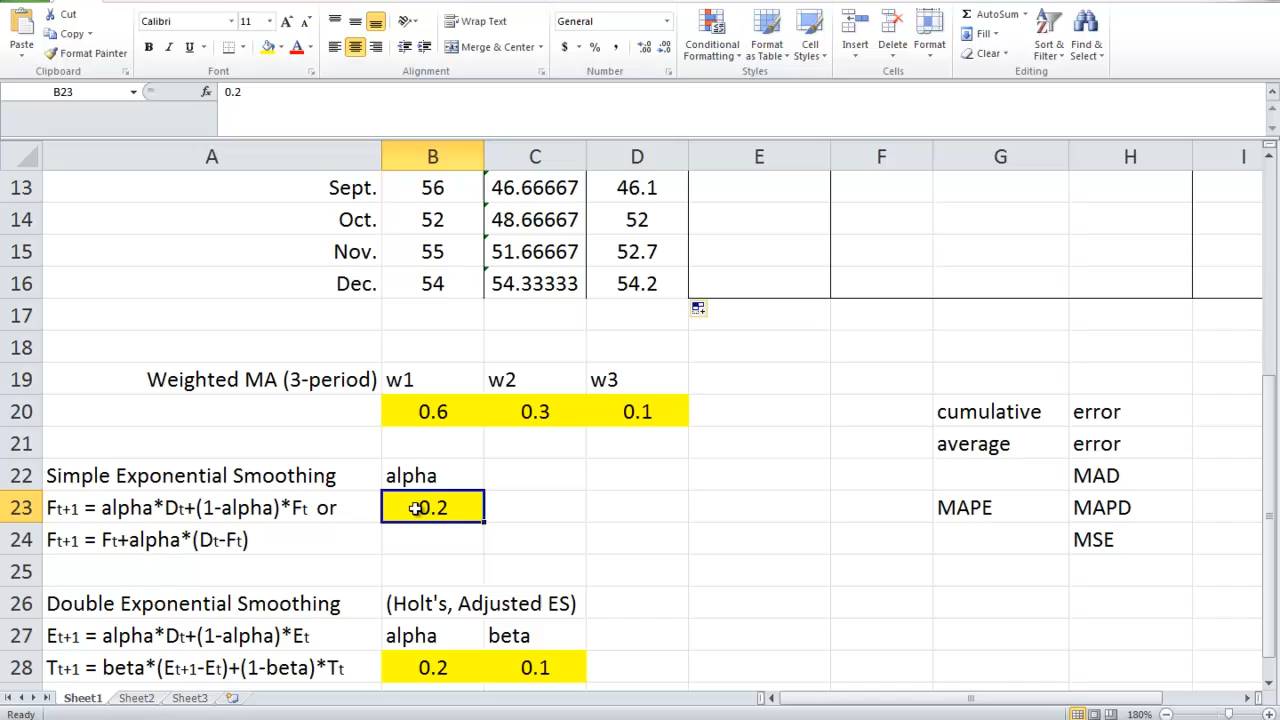 Cut
Copy
Format Painter
Paste
Clipboard
Calibri 11
B I U
Font
Wrap Text
Merge & Center
Alignment
General
$ % ,
Number
Conditional Formatting
Format as Table
Cell Styles
Styles
Insert
Delete
Format
Cells
AutoSum
Fill
Clear
Sort & Filter
Find & Select
Editing
B23 fx 0.2
A B C D E F G H I
13 Sept. 56 46.66667 46.1
14 Oct. 52 48.66667 52
15 Nov. 55 51.66667 52.7
16 Dec. 54 54.33333 54.2
17
18
19 Weighted MA (3-period) w1 w2 w3
20 0.6 0.3 0.1 cumulative error
21 average error
22 Simple Exponential Smoothing alpha MAD
23 Ft+1 = alpha*Dt+(1-alpha)*Ft or 0.2 MAPE MAPD
24 Ft+1 = Ft+alpha*(Dt-Ft) MSE
25
26 Double Exponential Smoothing (Holt's, Adjusted ES)
27 Et+1 = alpha*Dt+(1-alpha)*Et alpha beta
28 Tt+1 = beta*(Et+1-Et)+(1-beta)*Tt 0.2 0.1
Sheet1 Sheet2 Sheet3
Ready 180%